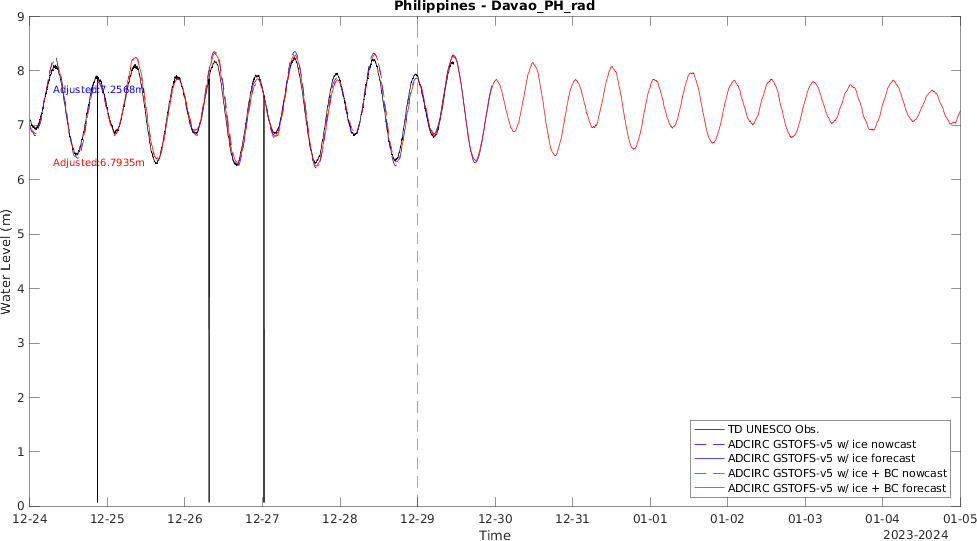 Philippines - Davao_PH_rad
9
8
7
6
5
4
3
2
1
0
Water Level (m)
Adjusted:7.2568m
Adjusted:6.7935m
TD UNESCO Obs.
ADCIRC GSTOFS-v5 w/ ice nowcast
ADCIRC GSTOFS-v5 w/ ice forecast
ADCIRC GSTOFS-v5 w/ ice + BC nowcast
ADCIRC GSTOFS-v5 w/ ice + BC forecast
12-24 12-25 12-26 12-27 12-28 12-29 12-30 12-31 01-01 01-02 01-03 01-04 01-05
Time
2023-2024